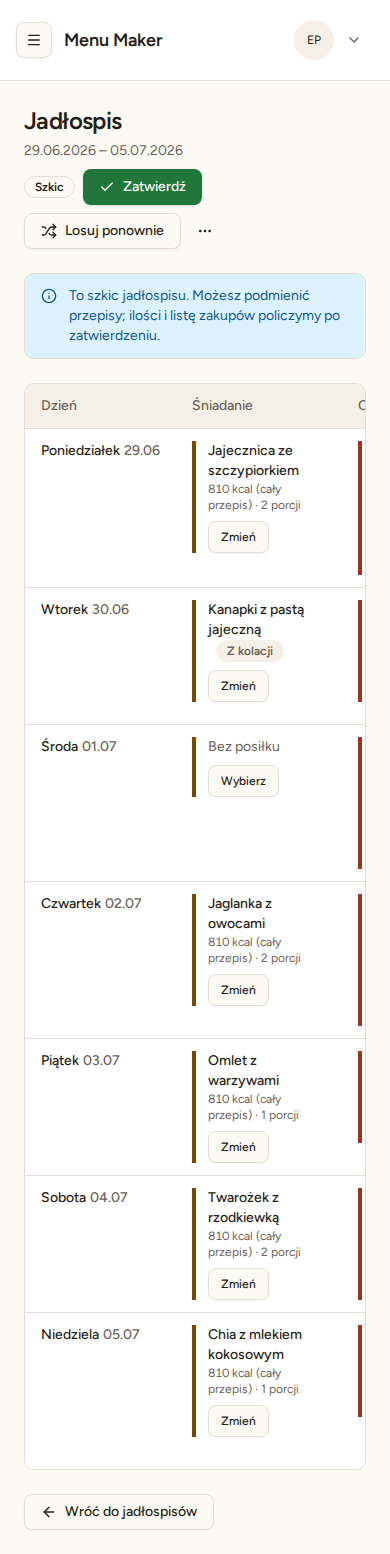 Menu Maker
EP
Jadłospis
29.06.2026 – 05.07.2026
Szkic
Zatwierdź
Losuj ponownie
To szkic jadłospisu. Możesz podmienić
przepisy; ilości i listę zakupów policzymy po
zatwierdzeniu.
Dzień
Śniadanie
Poniedziałek 29.06
Jajecznica ze
szczypiorkiem
810 kcal (cały
przepis) · 2 porcji
Zmień
Wtorek 30.06
Kanapki z pastą
jajeczną
Z kolacji
Zmień
Środa 01.07
Bez posiłku
Wybierz
Czwartek 02.07
Jaglanka z
owocami
810 kcal (cały
przepis) · 2 porcji
Zmień
Piątek 03.07
Omlet z
warzywami
810 kcal (cały
przepis) · 1 porcji
Zmień
Sobota 04.07
Twarożek z
rzodkiewką
810 kcal (cały
przepis) · 2 porcji
Zmień
Niedziela 05.07
Chia z mlekiem
kokosowym
810 kcal (cały
przepis) · 1 porcji
Zmień
Wróć do jadłospisów